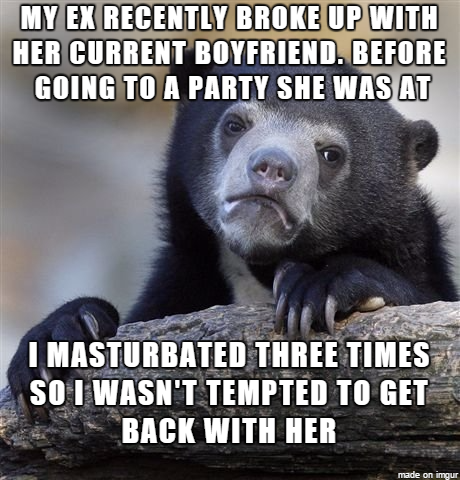 MY EX RECENTLY BROKE UP WITH
HER CURRENT BOYFRIEND. BEFORE
GOING TO A PARTY SHE WAS AT
I MASTURBATED THREE TIMES
SO I WASN'T TEMPTED TO GET
BACK WITH HER
made on imgur